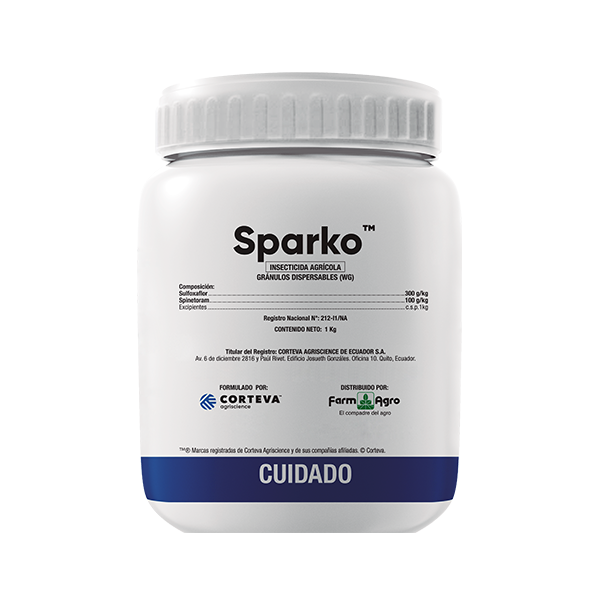 Sparko™
INSECTICIDA AGRÍCOLA
GRÁNULOS DISPERSABLES (WG)
Composición:
Sulfoxaflor 300 g/kg
Spinetoram 100 g/kg
Excipientes c.s.p. 1kg
Registro Nacional N°: 212-I1/NA
CONTENIDO NETO: 1 Kg
Titular del Registro: CORTEVA AGRISCIENCE DE ECUADOR S.A.
Av. 6 de diciembre 2816 y Paúl Rivet. Edificio Josueth Gonzáles. Oficina 10. Quito, Ecuador.
FORMULADO POR: DISTRIBUIDO POR:
CORTEVA™ Farm Agro
agriscience El compadre del agro
™® Marcas registradas de Corteva Agriscience y de sus compañías afiliadas. © Corteva.
CUIDADO